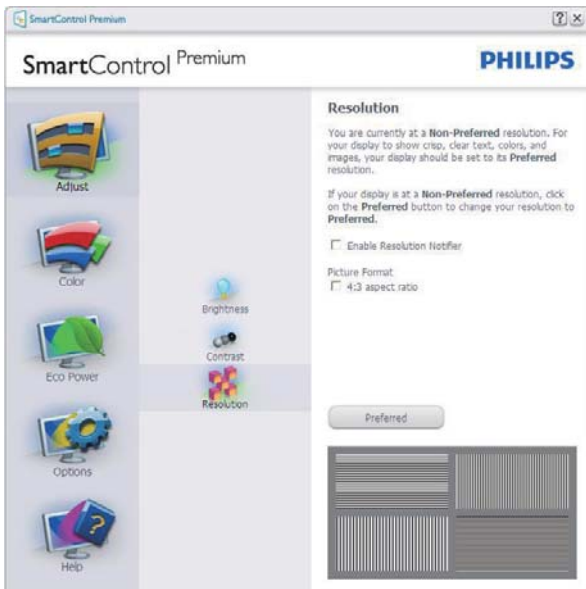 SmartControl Premium
SmartControl Premium
PHILIPS
Adjust
Color
Eco Power
Options
Help
Brightness
Contrast
Resolution
Resolution
You are currently at a Non-Preferred resolution. For
your display to show crisp, clear text, colors, and
images, your display should be set to its Preferred
resolution.
If your display is at a Non-Preferred resolution, click
on the Preferred button to change your resolution to
Preferred.
Enable Resolution Notifier
Picture Format
4:3 aspect ratio
Preferred